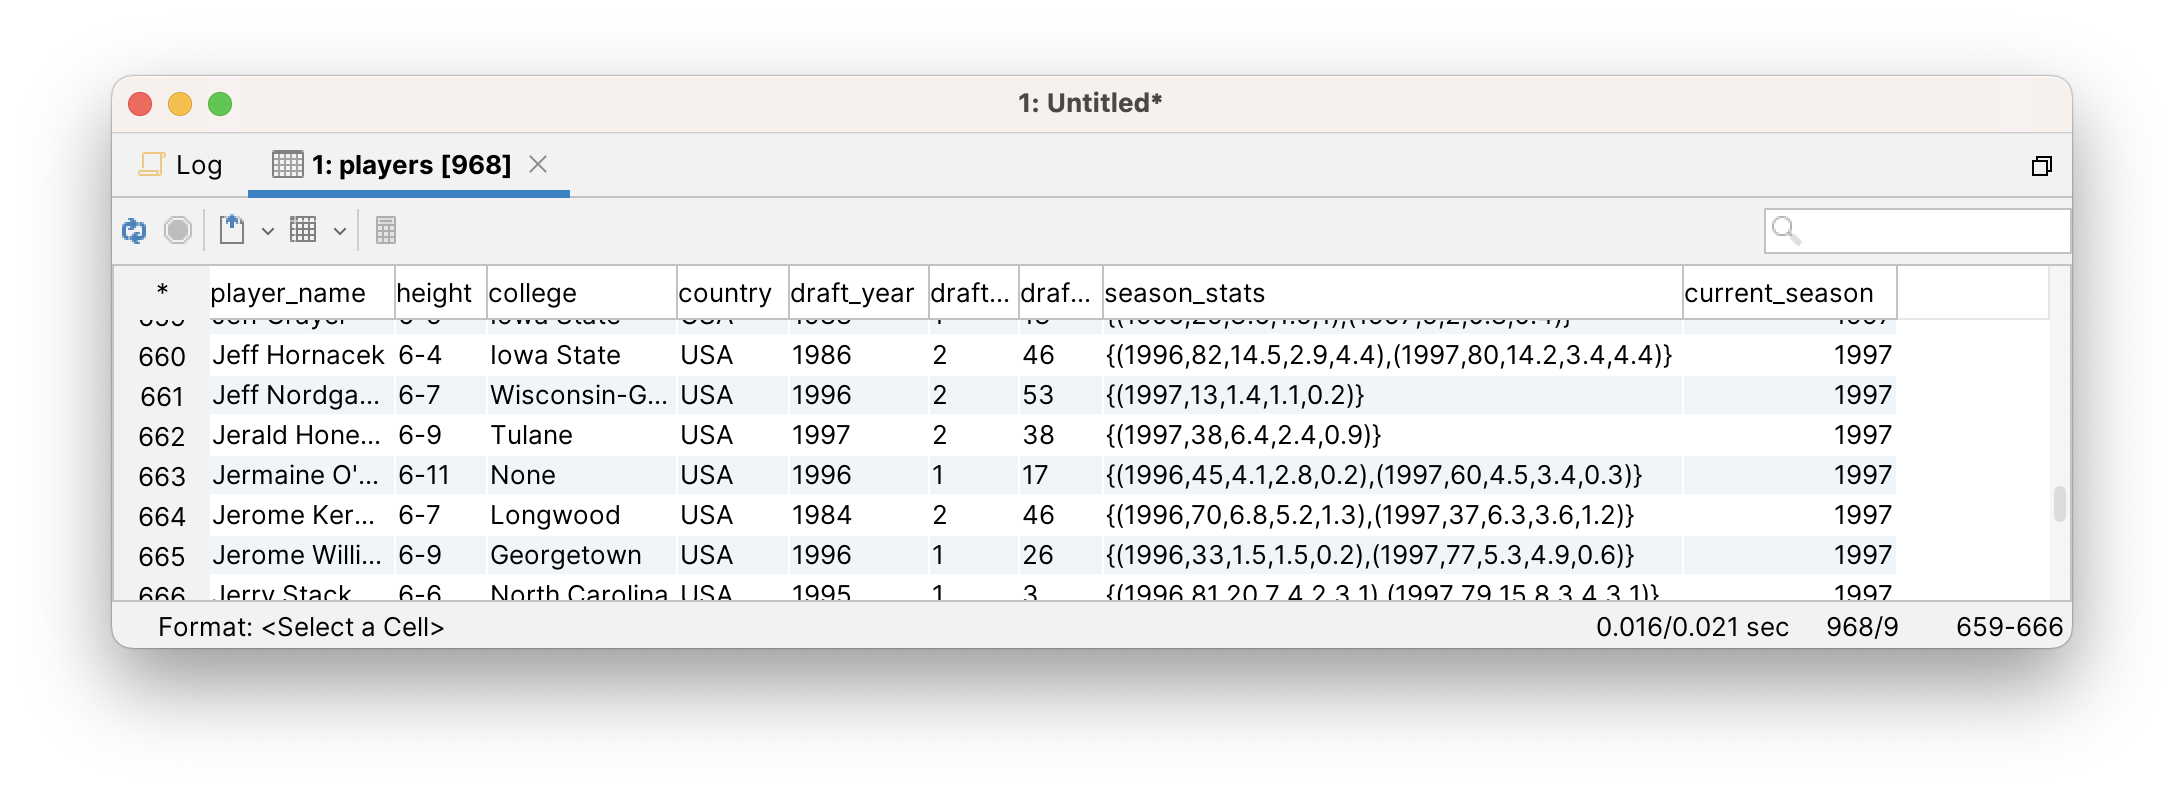 1: Untitled*
Log 1: players [968]
* player_name height college country draft_year draft... draf... season_stats current_season
660 Jeff Hornacek 6-4 Iowa State USA 1986 2 46 {(1996,82,14.5,2.9,4.4),(1997,80,14.2,3.4,4.4)} 1997
661 Jeff Nordga... 6-7 Wisconsin-G... USA 1996 2 53 {(1997,13,1.4,1.1,0.2)} 1997
662 Jerald Hone... 6-9 Tulane USA 1997 2 38 {(1997,38,6.4,2.4,0.9)} 1997
663 Jermaine O'... 6-11 None USA 1996 1 17 {(1996,45,4.1,2.8,0.2),(1997,60,4.5,3.4,0.3)} 1997
664 Jerome Ker... 6-7 Longwood USA 1984 2 46 {(1996,70,6.8,5.2,1.3),(1997,37,6.3,3.6,1.2)} 1997
665 Jerome Willi... 6-9 Georgetown USA 1996 1 26 {(1996,33,1.5,1.5,0.2),(1997,77,5.3,4.9,0.6)} 1997
666 Jerry Stack... 6-6 North Carolina USA 1995 1 3 {(1996,81,20.7,4.2,3.1),(1997,79,15.8,3.4,3.1)} 1997
Format: <Select a Cell> 0.016/0.021 sec 968/9 659-666